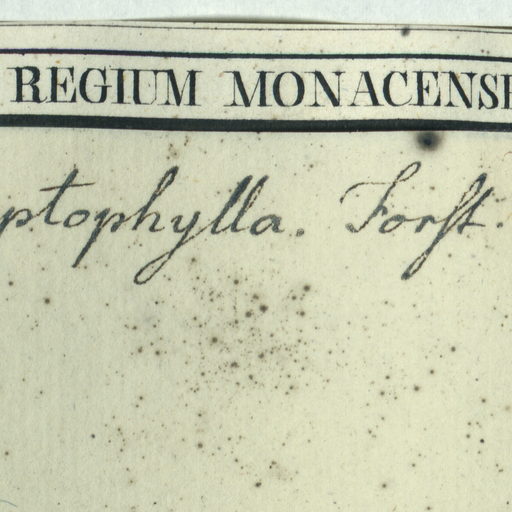 REGIUM MONACENSE
ptophylla. Forst.